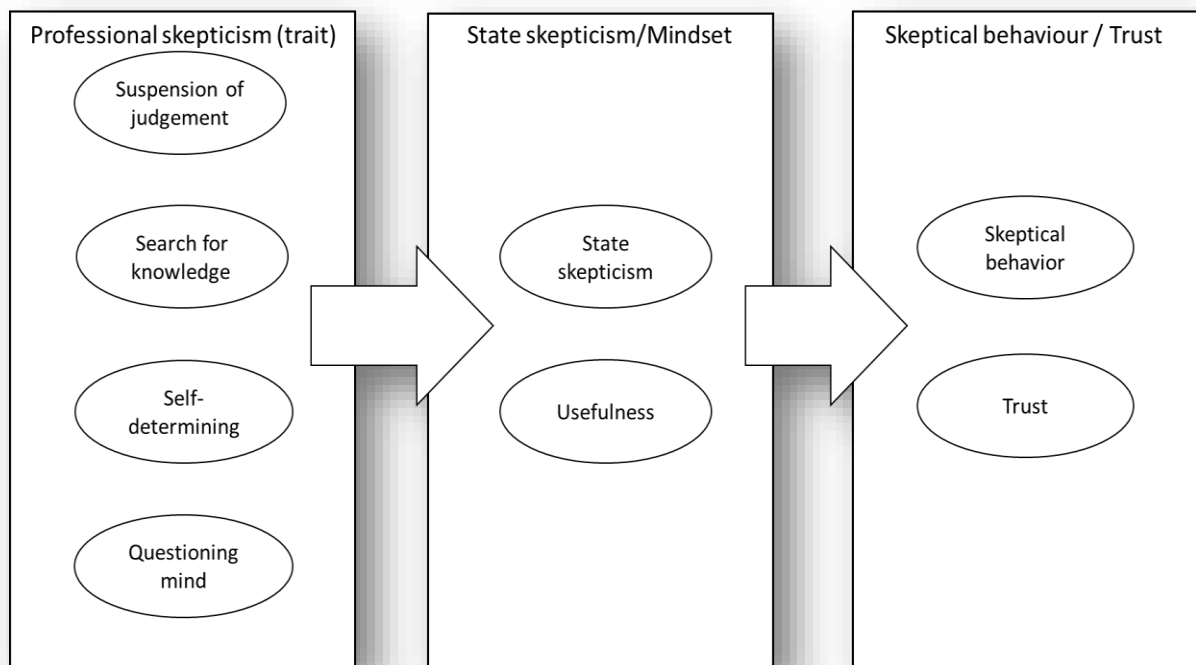 Professional skepticism (trait)
Suspension of
judgement
Search for
knowledge
Self-
determining
Questioning
mind
State skepticism/Mindset
State
skepticism
Usefulness
Skeptical behaviour / Trust
Skeptical
behavior
Trust